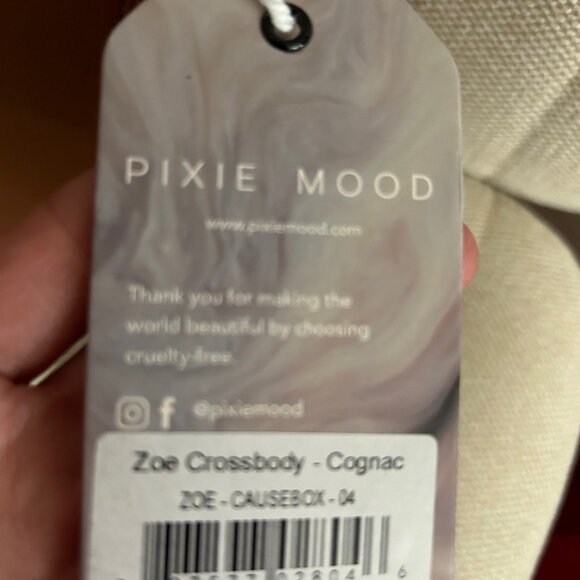 PIXIE MOOD
www.pixiemood.com
Thank you for making the
world beautiful by choosing
cruelty-free.
@pixiemood
Zoe Crossbody - Cognac
ZOE - CAUSEBOX - 04